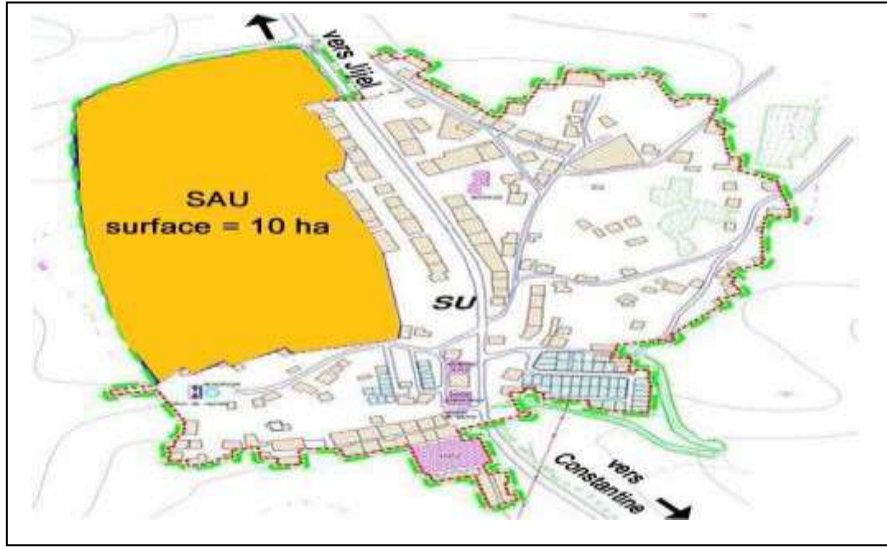 vers Jijel
SAU
surface = 10 ha
SU
vers
Constantine